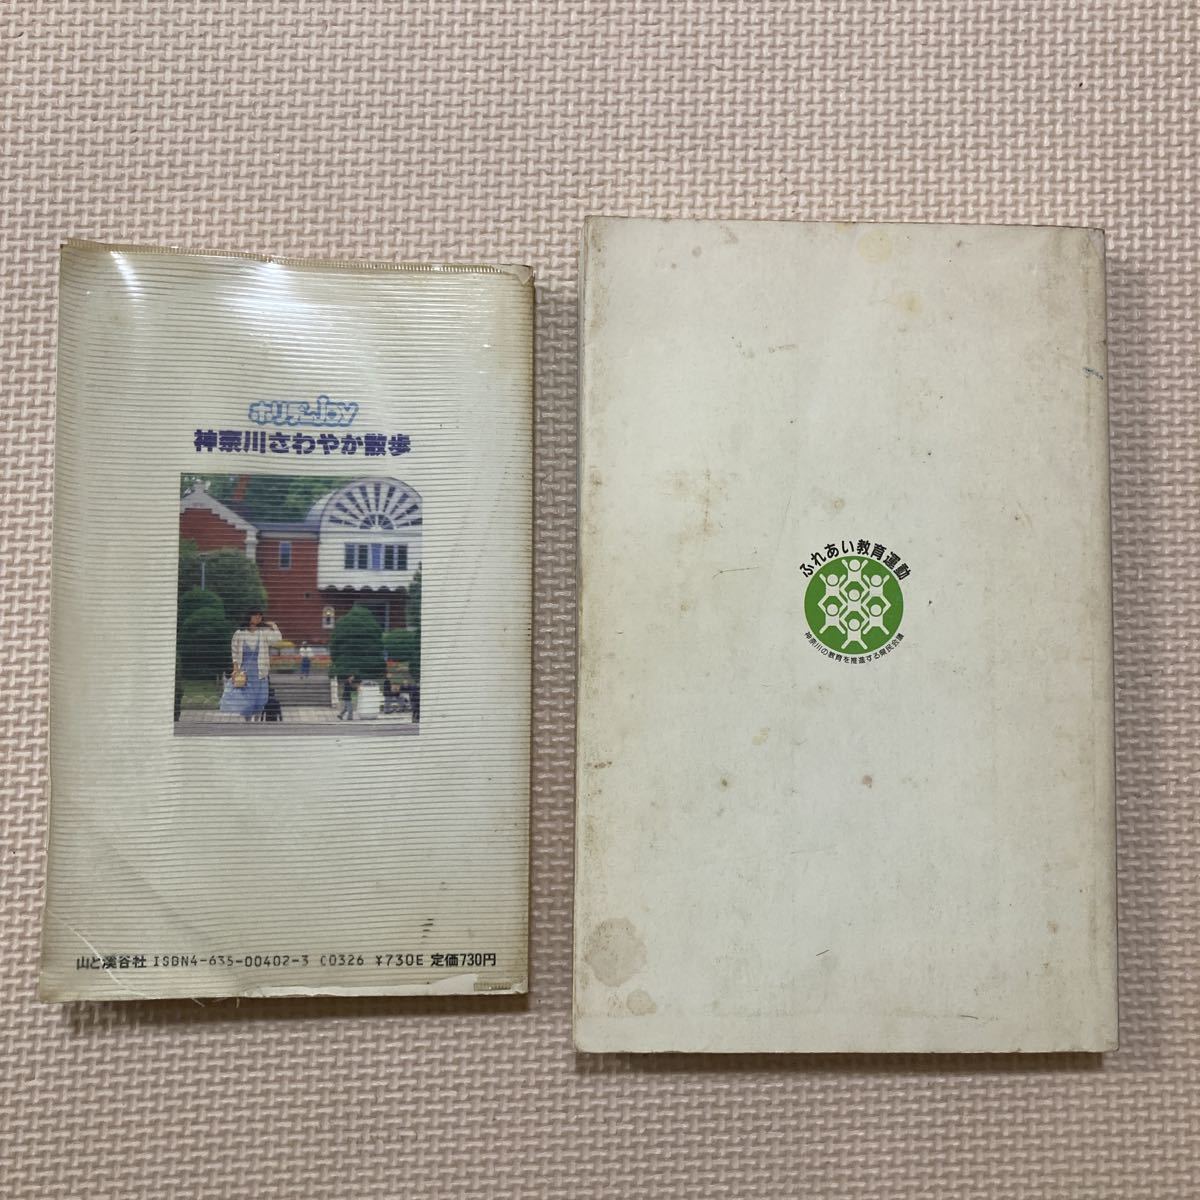 ホリデーJOY
神奈川さわやか散歩
山と溪谷社 ISBN4-635-00402-3 C0326 ¥730E 定価730円
ふれあい教育運動
神奈川の教育を推進する県民会議